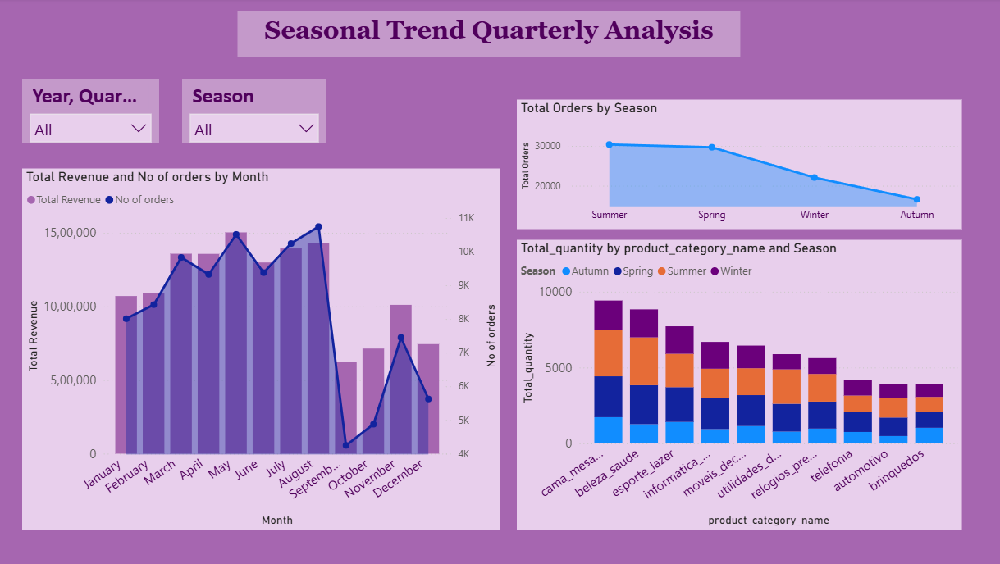 Seasonal Trend Quarterly Analysis
Year, Quar...
All
Season
All
Total Revenue and No of orders by Month
Total Revenue No of orders
Total Revenue
15,00,000
10,00,000
5,00,000
0
11K
10K
9K
8K
7K
6K
5K
4K
No of orders
January
February
March
April
May
June
July
August
Septemb...
October
November
December
Month
Total Orders by Season
Total Orders
30000
20000
Summer
Spring
Winter
Autumn
Total_quantity by product_category_name and Season
Season Autumn Spring Summer Winter
Total_quantity
10000
5000
0
cama_mesa...
beleza_saude
esporte_lazer
informatica_...
moveis_dec...
utilidades_d...
relogios_pre...
telefonia
automotivo
brinquedos
product_category_name